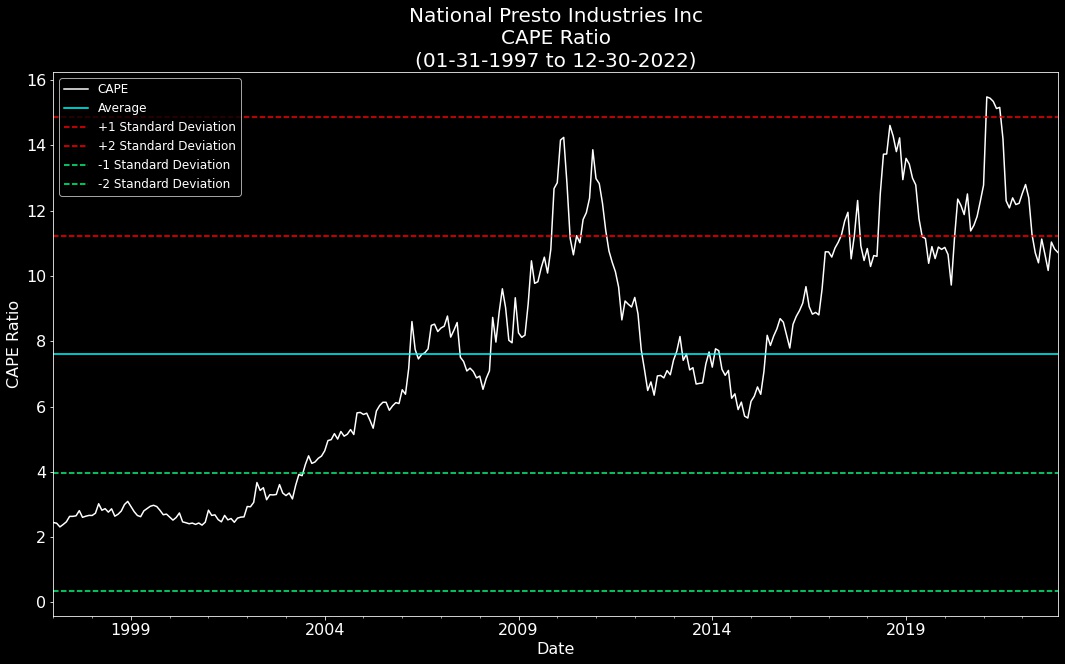 National Presto Industries Inc
CAPE Ratio
(01-31-1997 to 12-30-2022)
CAPE
Average
+1 Standard Deviation
+2 Standard Deviation
-1 Standard Deviation
-2 Standard Deviation
CAPE Ratio
16
14
12
10
8
6
4
2
0
1999 2004 2009 2014 2019
Date